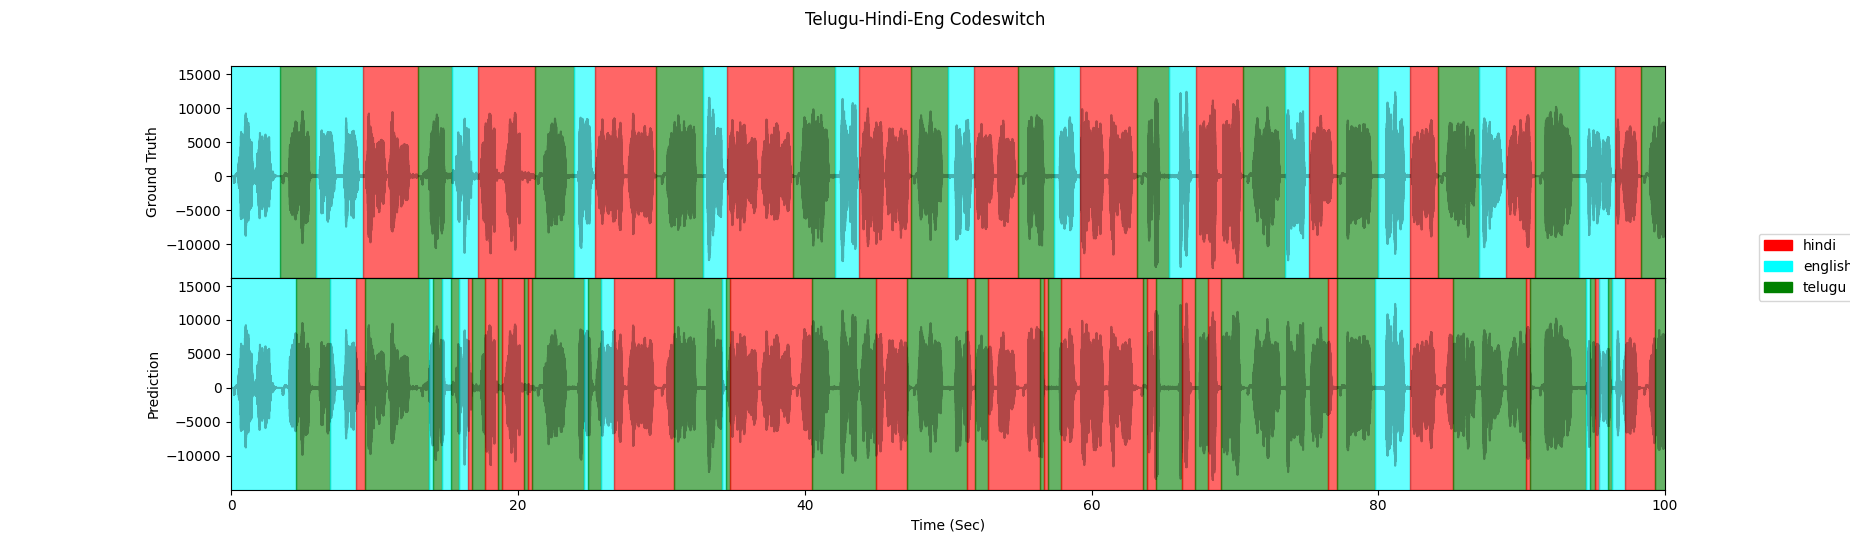 Telugu-Hindi-Eng Codeswitch
15000
10000
5000
0
−5000
−10000
Ground Truth
15000
10000
5000
0
−5000
−10000
Prediction
0 20 40 60 80 100
Time (Sec)
hindi
english
telugu